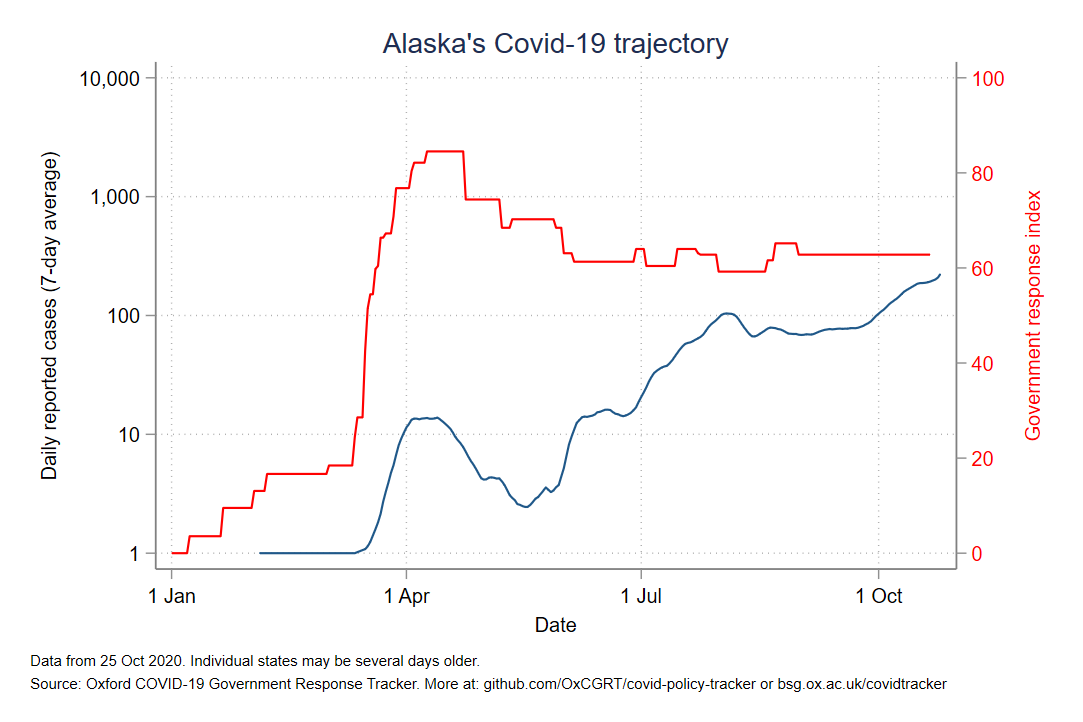 Alaska's Covid-19 trajectory
10,000
1,000
100
10
1
Daily reported cases (7-day average)
100
80
60
40
20
0
Government response index
1 Jan
1 Apr
1 Jul
1 Oct
Date
Data from 25 Oct 2020. Individual states may be several days older.
Source: Oxford COVID-19 Government Response Tracker. More at: github.com/OxCGRT/covid-policy-tracker or bsg.ox.ac.uk/covidtracker